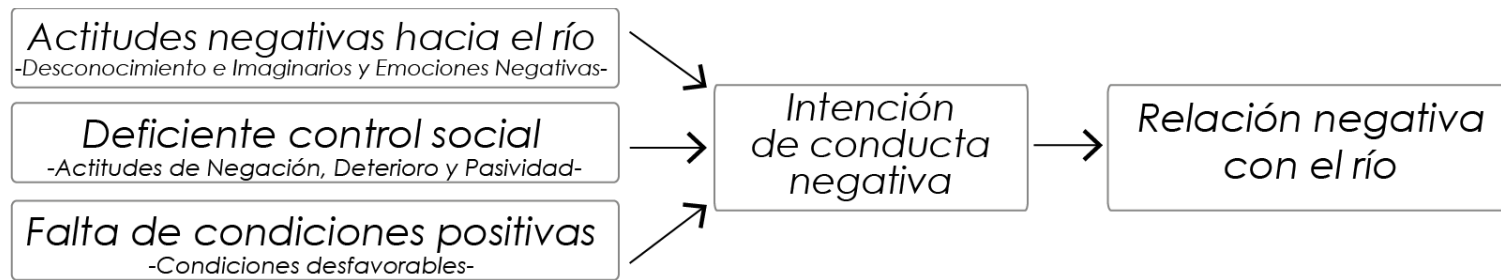 Actitudes negativas hacia el río
-Desconocimiento e Imaginarios y Emociones Negativas-
Deficiente control social
-Actitudes de Negación, Deterioro y Pasividad-
Falta de condiciones positivas
-Condiciones desfavorables-
Intención
de conducta
negativa
Relación negativa
con el río